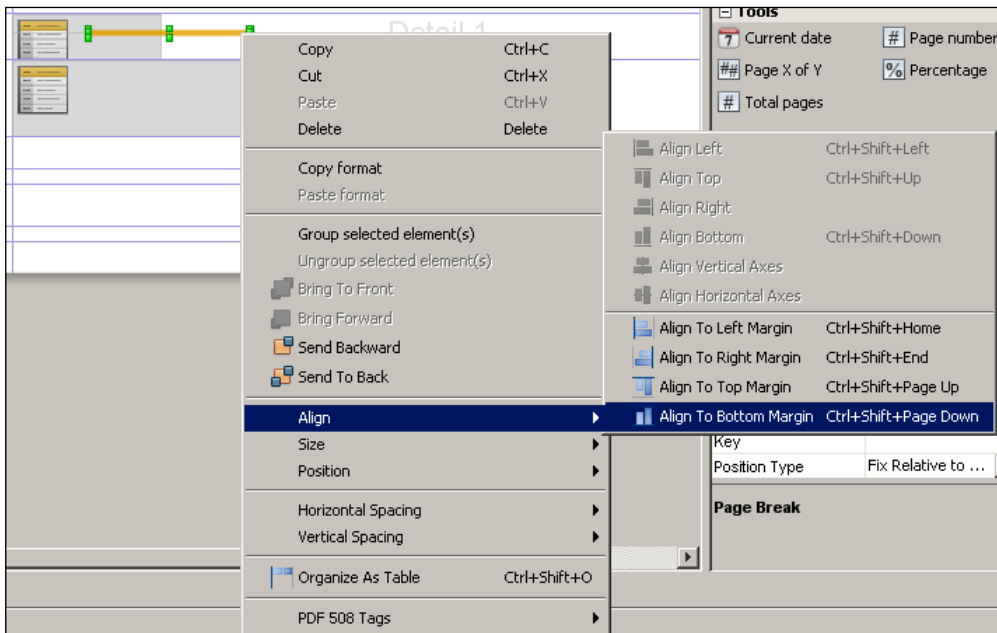 Detail 1
Copy Ctrl+C
Cut Ctrl+X
Paste Ctrl+V
Delete Delete
Copy format
Paste format
Group selected element(s)
Ungroup selected element(s)
Bring To Front
Bring Forward
Send Backward
Send To Back
Align
Size
Position
Horizontal Spacing
Vertical Spacing
Organize As Table Ctrl+Shift+O
PDF 508 Tags
Align Left Ctrl+Shift+Left
Align Top Ctrl+Shift+Up
Align Right
Align Bottom Ctrl+Shift+Down
Align Vertical Axes
Align Horizontal Axes
Align To Left Margin Ctrl+Shift+Home
Align To Right Margin Ctrl+Shift+End
Align To Top Margin Ctrl+Shift+Page Up
Align To Bottom Margin Ctrl+Shift+Page Down
Tools
7 Current date # Page number
## Page X of Y % Percentage
# Total pages
Key
Position Type Fix Relative to ...
Page Break